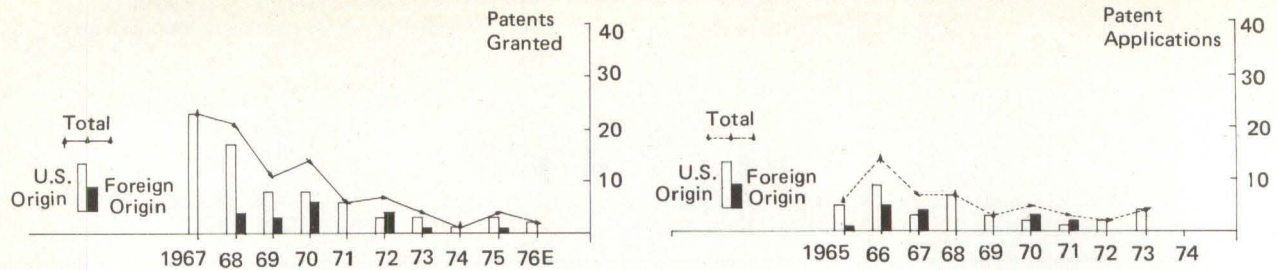 Patents
Granted
40
30
20
10
Total
U.S.
Origin
Foreign
Origin
1967 68 69 70 71 72 73 74 75 76E
Patent
Applications
40
30
20
10
Total
U.S.
Origin
Foreign
Origin
1965 66 67 68 69 70 71 72 73 74